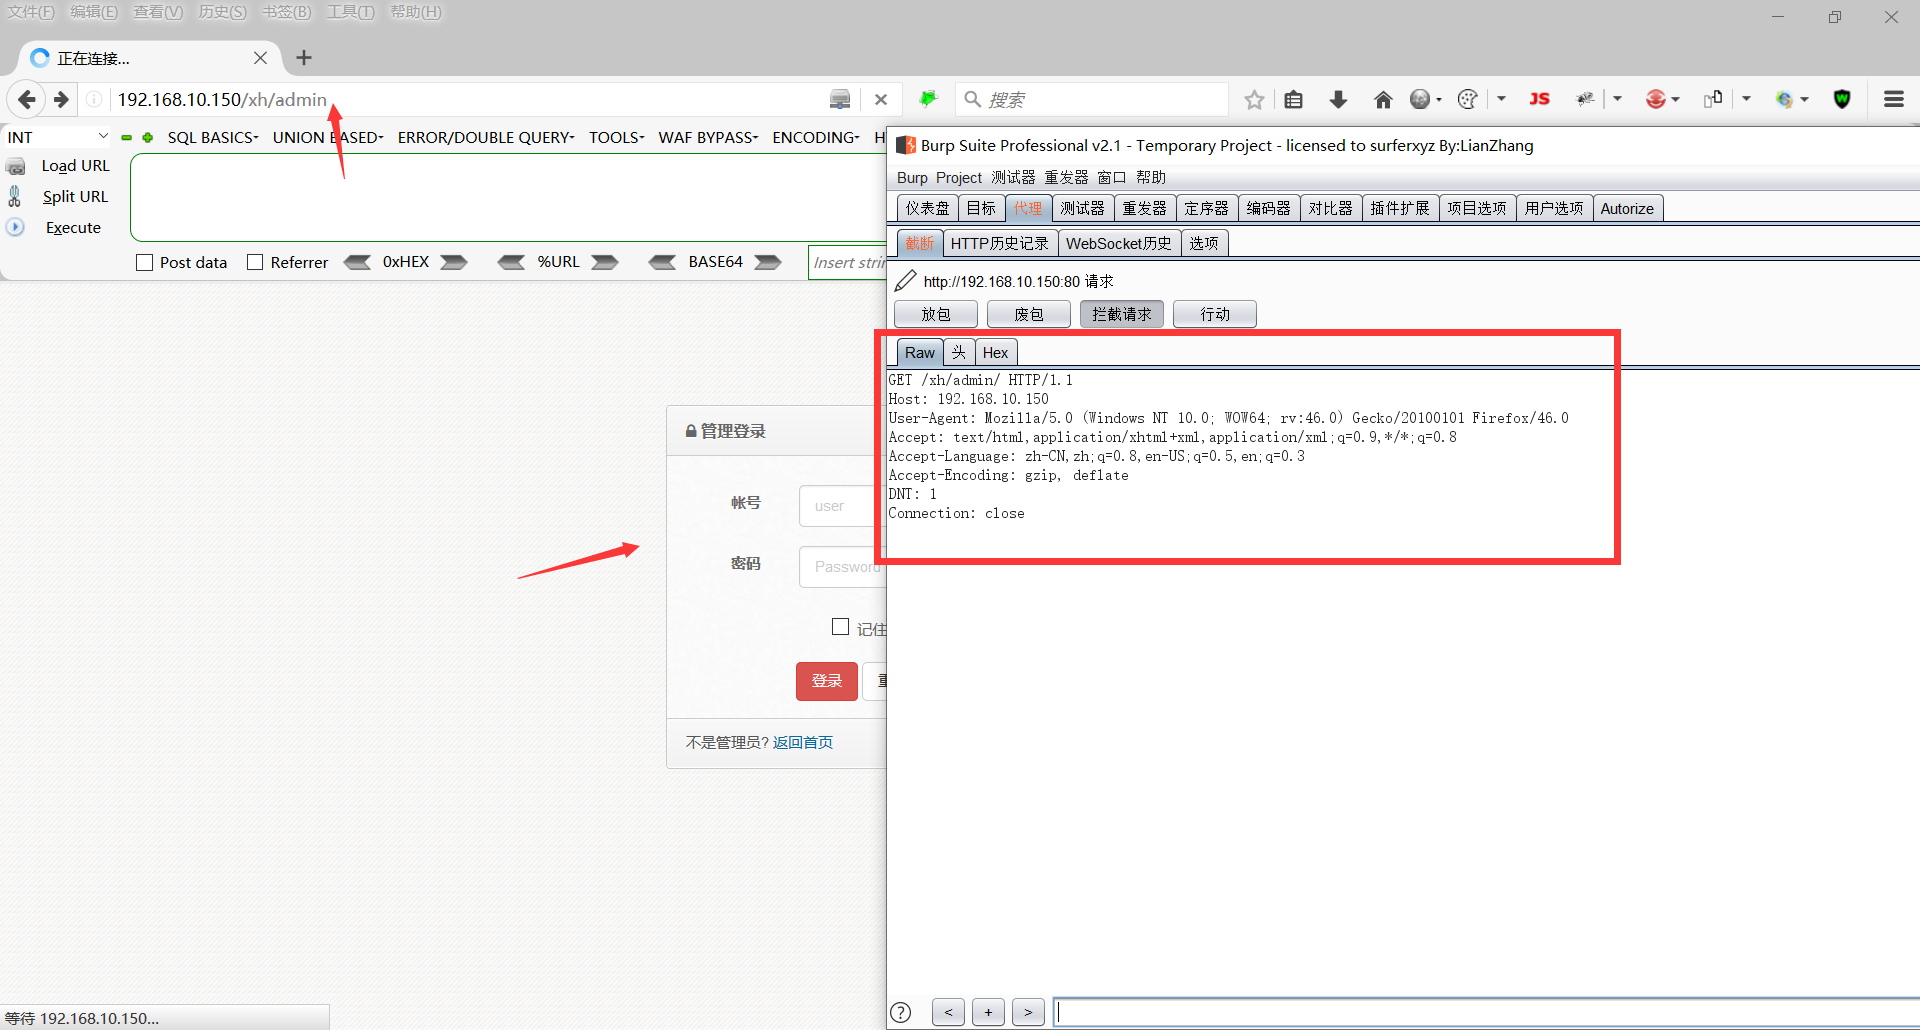 文件(F) 编辑(E) 查看(V) 历史(S) 书签(B) 工具(T) 帮助(H)
正在连接...
192.168.10.150/xh/admin
搜索
JS
INT
SQL BASICS UNION BASED ERROR/DOUBLE QUERY TOOLS WAF BYPASS ENCODING H
Load URL
Split URL
Execute
Post data Referrer 0xHEX %URL BASE64 Insert strin
Burp Suite Professional v2.1 - Temporary Project - licensed to surferxyz By:LianZhang
Burp Project 测试器 重发器 窗口 帮助
仪表盘 目标 代理 测试器 重发器 定序器 编码器 对比器 插件扩展 项目选项 用户选项 Autorize
截断 HTTP历史记录 WebSocket历史 选项
http://192.168.10.150:80 请求
放包 废包 拦截请求 行动
Raw 头 Hex
GET /xh/admin/ HTTP/1.1
Host: 192.168.10.150
User-Agent: Mozilla/5.0 (Windows NT 10.0; WOW64; rv:46.0) Gecko/20100101 Firefox/46.0
Accept: text/html,application/xhtml+xml,application/xml;q=0.9,*/*;q=0.8
Accept-Language: zh-CN,zh;q=0.8,en-US;q=0.5,en;q=0.3
Accept-Encoding: gzip, deflate
DNT: 1
Connection: close
管理登录
帐号 user
密码 Password
记住
登录
不是管理员? 返回首页
? < + >
等待 192.168.10.150...